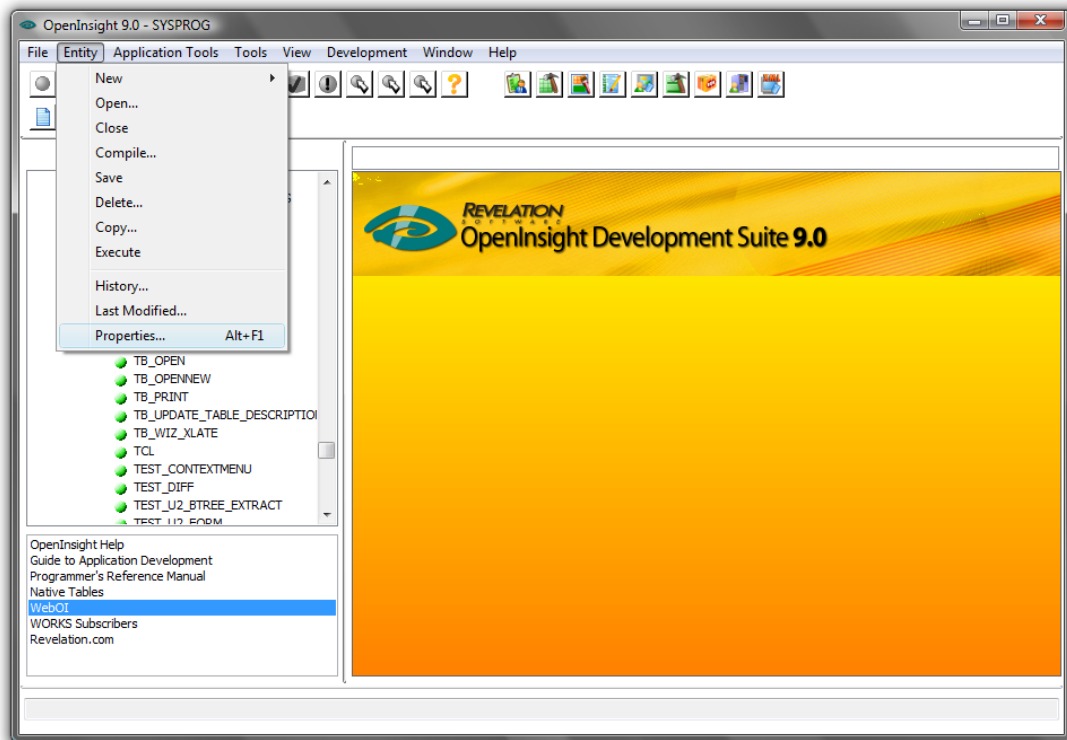 OpenInsight 9.0 - SYSPROG
File Entity Application Tools Tools View Development Window Help
New
Open...
Close
Compile...
Save
Delete...
Copy...
Execute
History...
Last Modified...
Properties... Alt+F1
REVELATION
SOFTWARE
OpenInsight Development Suite 9.0
TB_OPEN
TB_OPENNEW
TB_PRINT
TB_UPDATE_TABLE_DESCRIPTIO
TB_WIZ_XLATE
TCL
TEST_CONTEXTMENU
TEST_DIFF
TEST_U2_BTREE_EXTRACT
TEST_U2_FORM
OpenInsight Help
Guide to Application Development
Programmer's Reference Manual
Native Tables
WebOI
WORKS Subscribers
Revelation.com